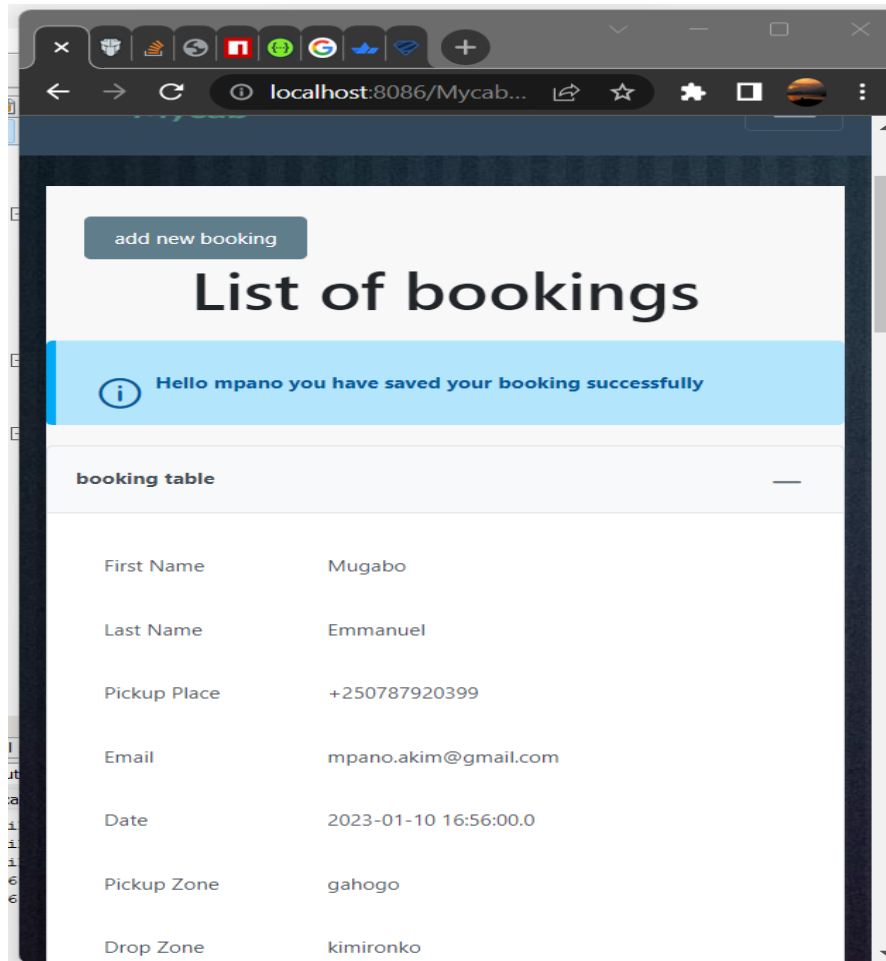 localhost:8086/Mycab...
Mycab
add new booking
List of bookings
Hello mpano you have saved your booking successfully
booking table
First Name Mugabo
Last Name Emmanuel
Pickup Place +250787920399
Email mpano.akim@gmail.com
Date 2023-01-10 16:56:00.0
Pickup Zone gahogo
Drop Zone kimironko